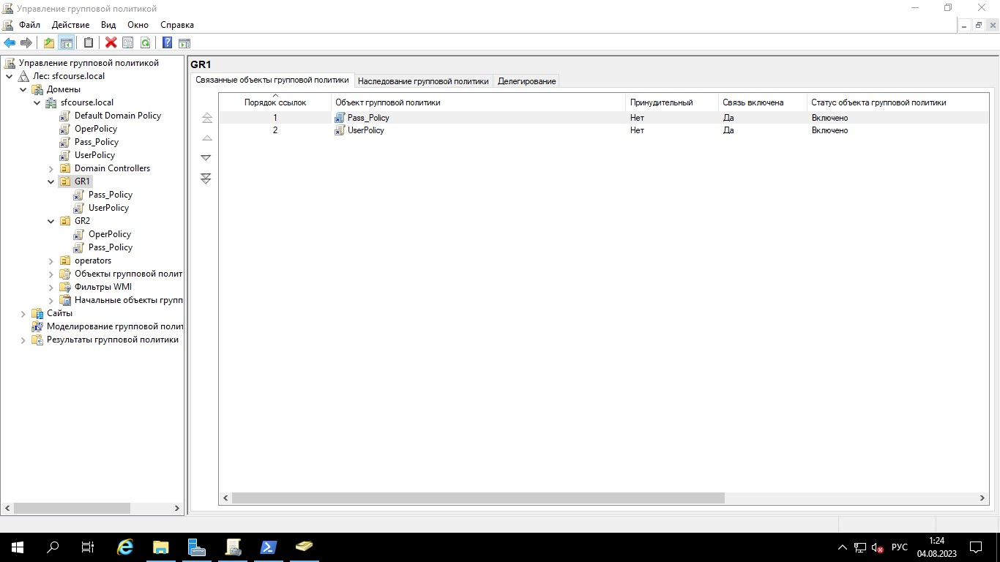 Управление групповой политикой
Файл Действие Вид Окно Справка
Управление групповой политикой
Лес: sfcourse.local
Домены
sfcourse.local
Default Domain Policy
OperPolicy
Pass_Policy
UserPolicy
Domain Controllers
GR1
Pass_Policy
UserPolicy
GR2
OperPolicy
Pass_Policy
operators
Объекты групповой полит
Фильтры WMI
Начальные объекты групп
Сайты
Моделирование групповой полит
Результаты групповой политики
GR1
Связанные объекты групповой политики Наследование групповой политики Делегирование
Порядок ссылок Объект групповой политики Принудительный Связь включена Статус объекта групповой политики
1 Pass_Policy Нет Да Включено
2 UserPolicy Нет Да Включено
РУС
1:24
04.08.2023